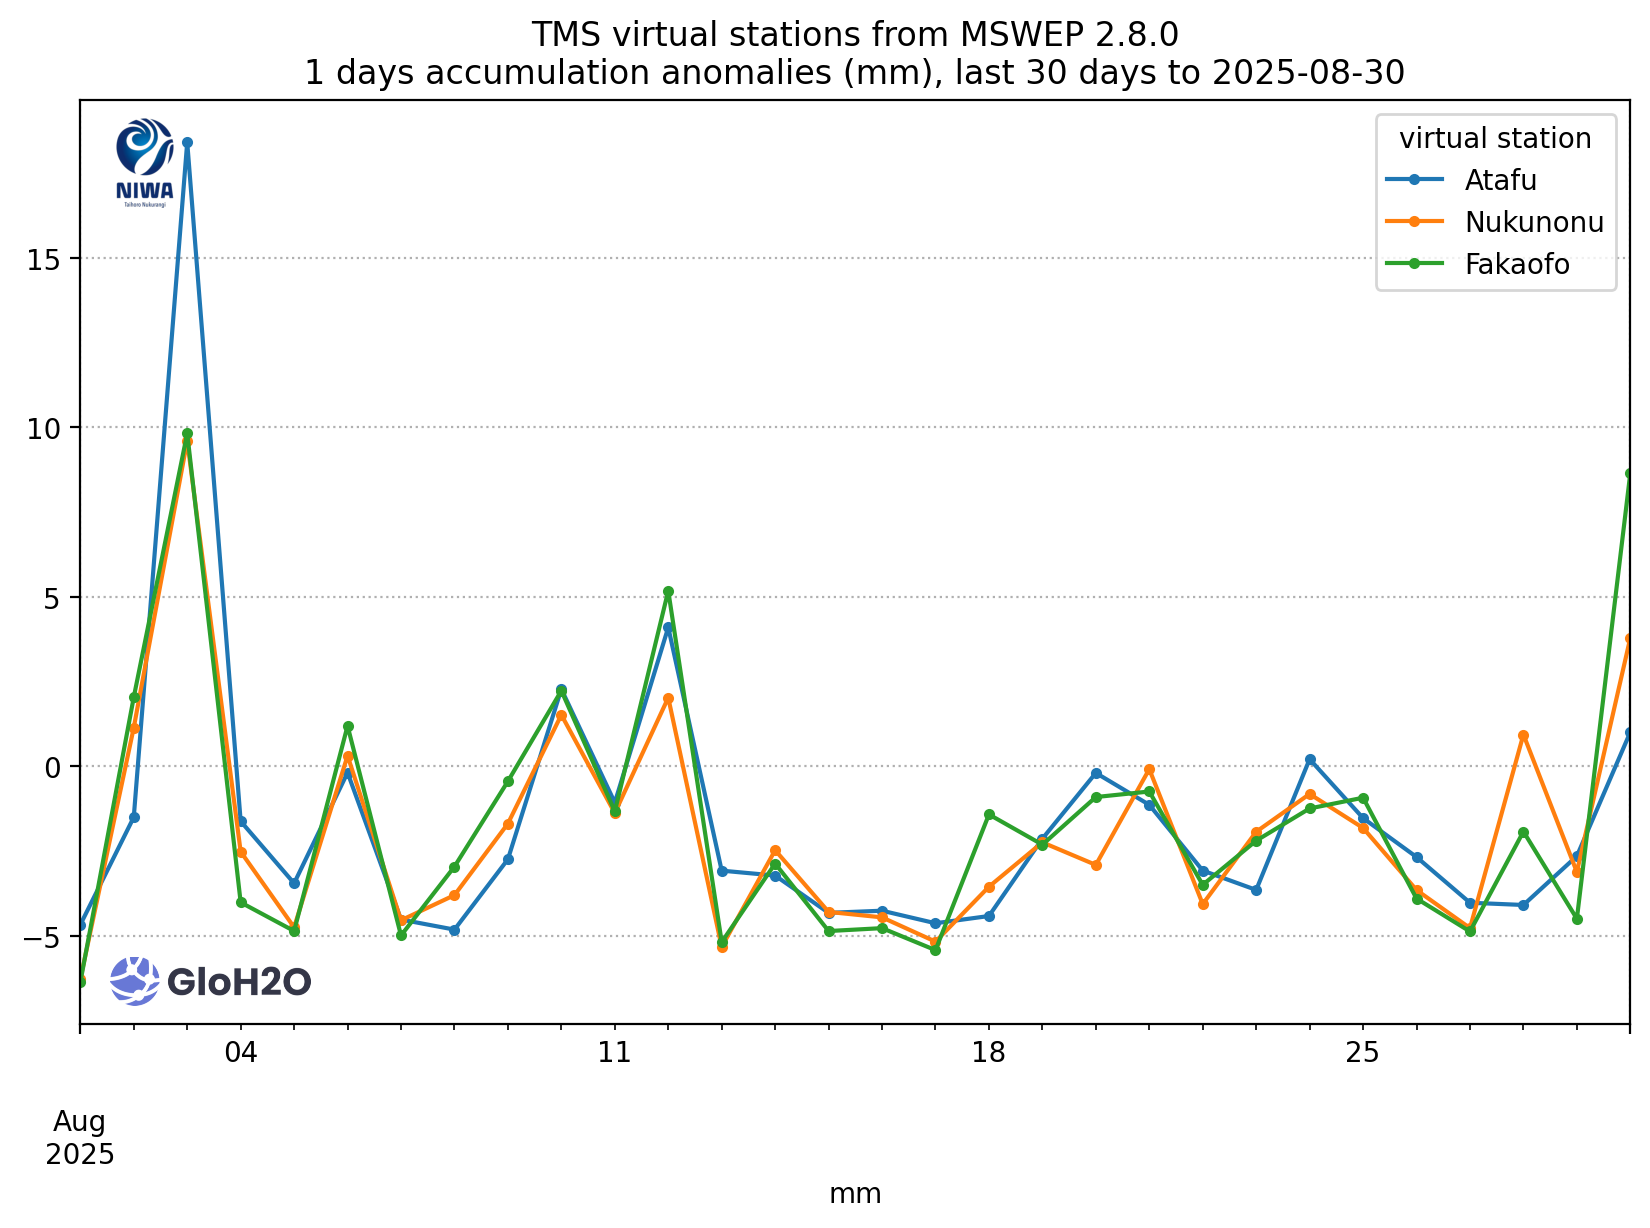 TMS virtual stations from MSWEP 2.8.0
1 days accumulation anomalies (mm), last 30 days to 2025-08-30
NIWA
Taihoro Nukurangi
virtual station
Atafu
Nukunonu
Fakaofo
15
10
5
0
−5
GloH2O
04
11
18
25
Aug
2025
mm